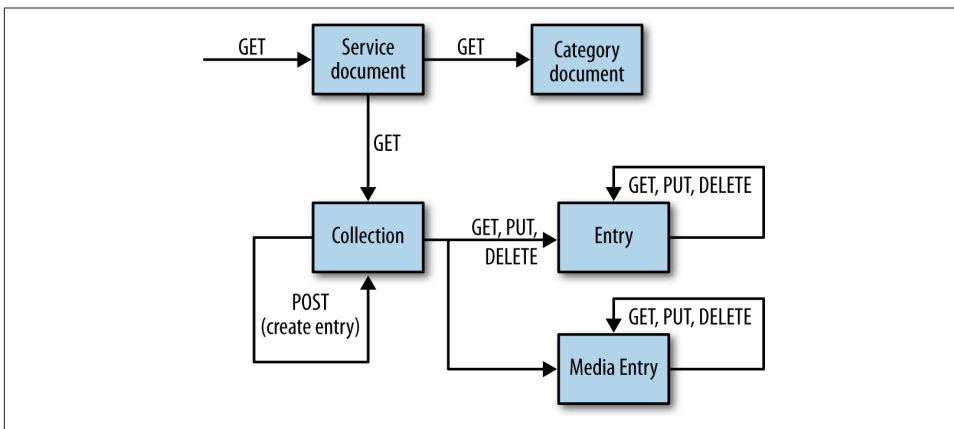 GET
Service
document
GET
Category
document
GET
Collection
GET, PUT,
DELETE
Entry
GET, PUT, DELETE
POST
(create entry)
Media Entry
GET, PUT, DELETE